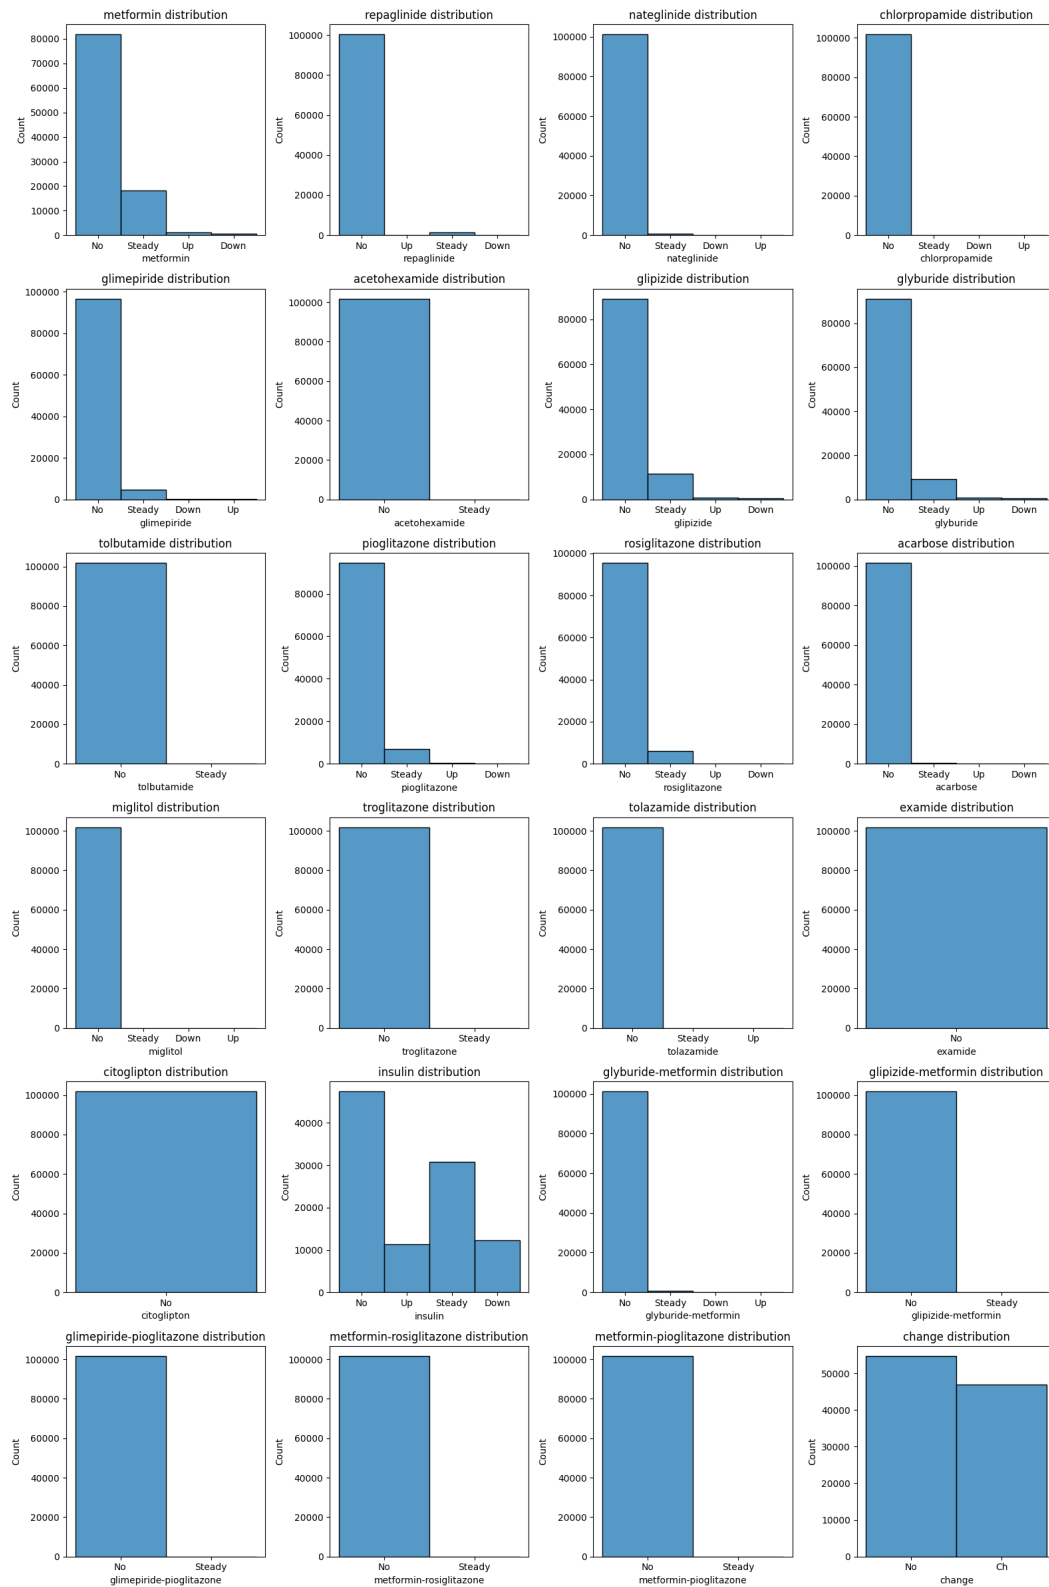 metformin distribution
Count
80000
70000
60000
50000
40000
30000
20000
10000
0
No Steady Up Down
metformin
repaglinide distribution
Count
100000
80000
60000
40000
20000
0
No Up Steady Down
repaglinide
nateglinide distribution
Count
100000
80000
60000
40000
20000
0
No Steady Down Up
nateglinide
chlorpropamide distribution
Count
100000
80000
60000
40000
20000
0
No Steady Down Up
chlorpropamide
glimepiride distribution
Count
100000
80000
60000
40000
20000
0
No Steady Down Up
glimepiride
acetohexamide distribution
Count
100000
80000
60000
40000
20000
0
No Steady
acetohexamide
glipizide distribution
Count
80000
60000
40000
20000
0
No Steady Up Down
glipizide
glyburide distribution
Count
80000
60000
40000
20000
0
No Steady Up Down
glyburide
tolbutamide distribution
Count
100000
80000
60000
40000
20000
0
No Steady
tolbutamide
pioglitazone distribution
Count
80000
60000
40000
20000
0
No Steady Up Down
pioglitazone
rosiglitazone distribution
Count
100000
80000
60000
40000
20000
0
No Steady Up Down
rosiglitazone
acarbose distribution
Count
100000
80000
60000
40000
20000
0
No Steady Up Down
acarbose
miglitol distribution
Count
100000
80000
60000
40000
20000
0
No Steady Down Up
miglitol
troglitazone distribution
Count
100000
80000
60000
40000
20000
0
No Steady
troglitazone
tolazamide distribution
Count
100000
80000
60000
40000
20000
0
No Steady Up
tolazamide
examide distribution
Count
100000
80000
60000
40000
20000
0
No
examide
citoglipton distribution
Count
100000
80000
60000
40000
20000
0
No
citoglipton
insulin distribution
Count
40000
30000
20000
10000
0
No Up Steady Down
insulin
glyburide-metformin distribution
Count
100000
80000
60000
40000
20000
0
No Steady Down Up
glyburide-metformin
glipizide-metformin distribution
Count
100000
80000
60000
40000
20000
0
No Steady
glipizide-metformin
glimepiride-pioglitazone distribution
Count
100000
80000
60000
40000
20000
0
No Steady
glimepiride-pioglitazone
metformin-rosiglitazone distribution
Count
100000
80000
60000
40000
20000
0
No Steady
metformin-rosiglitazone
metformin-pioglitazone distribution
Count
100000
80000
60000
40000
20000
0
No Steady
metformin-pioglitazone
change distribution
Count
50000
40000
30000
20000
10000
0
No Ch
change